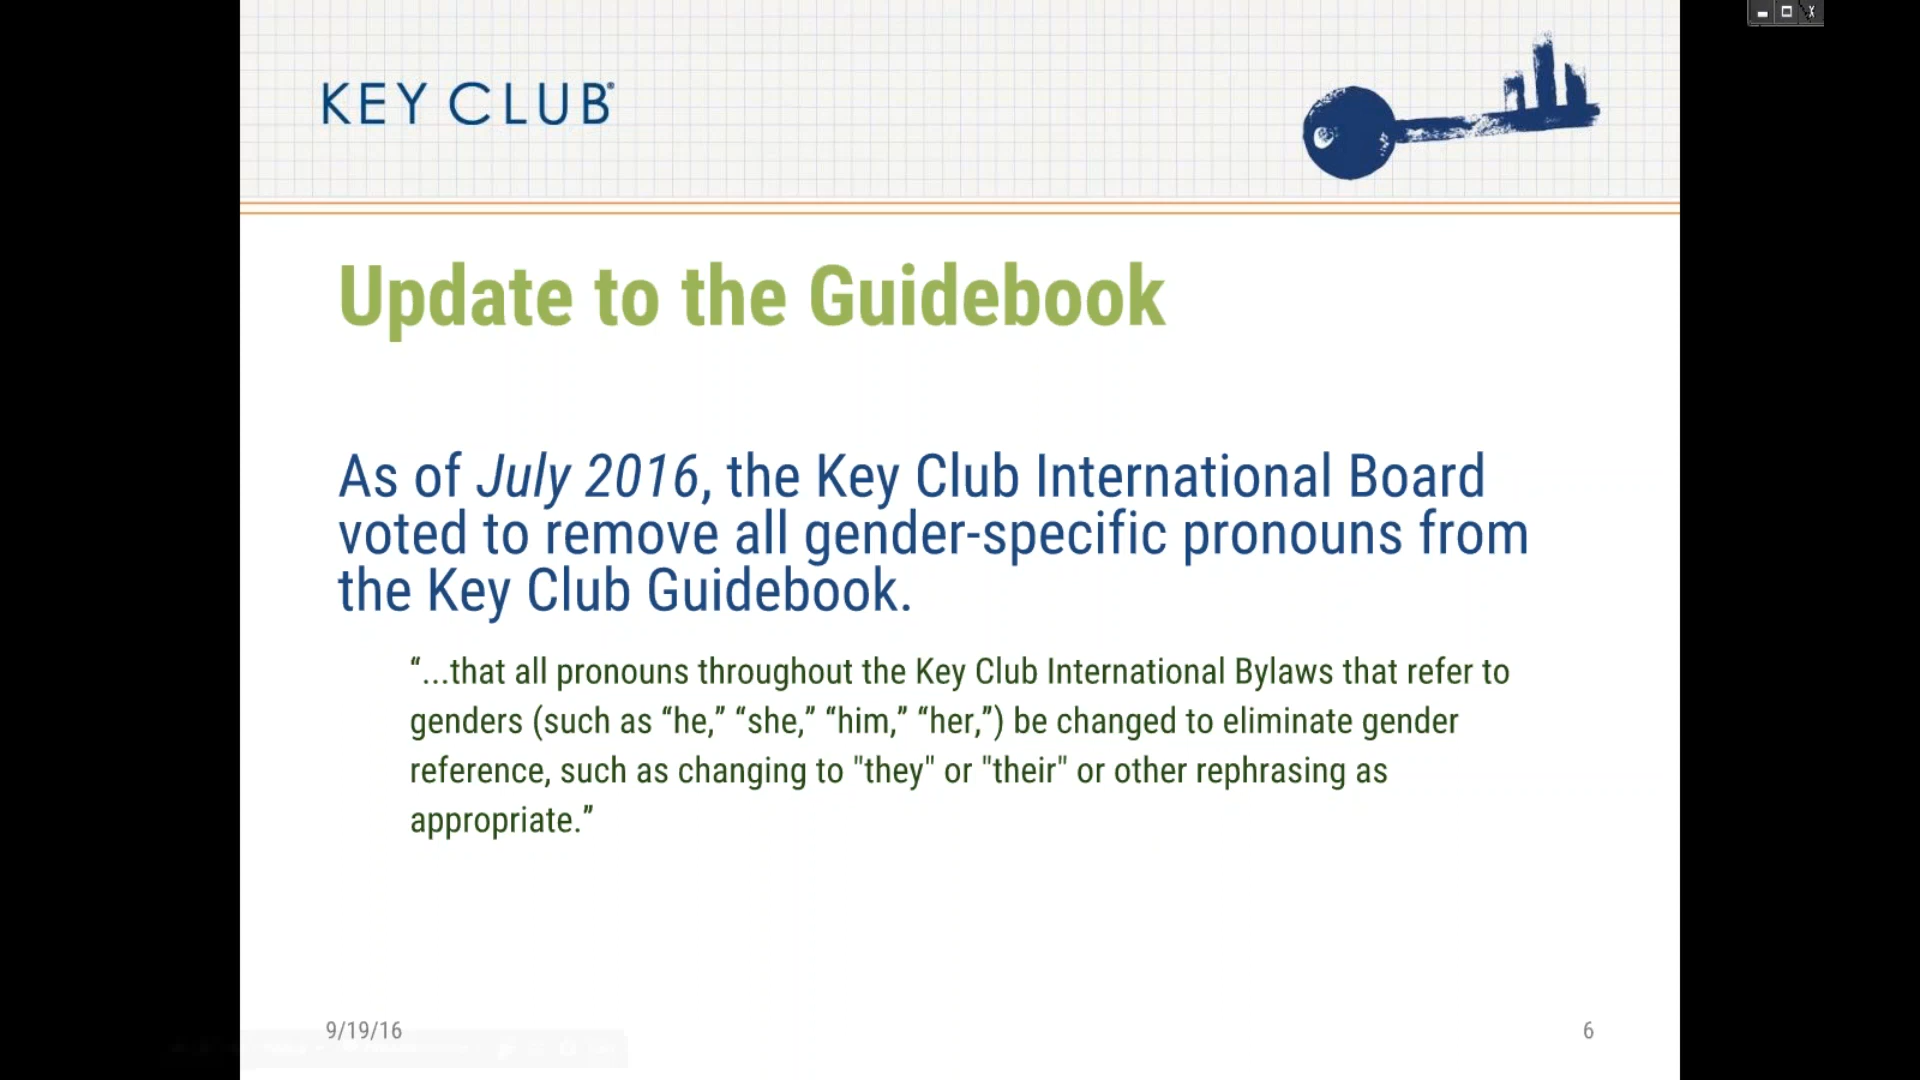 KEY CLUB®
Update to the Guidebook
As of July 2016, the Key Club International Board
voted to remove all gender-specific pronouns from
the Key Club Guidebook.
“...that all pronouns throughout the Key Club International Bylaws that refer to
genders (such as “he,” “she,” “him,” “her,”) be changed to eliminate gender
reference, such as changing to "they" or "their" or other rephrasing as
appropriate.”
9/19/16
6